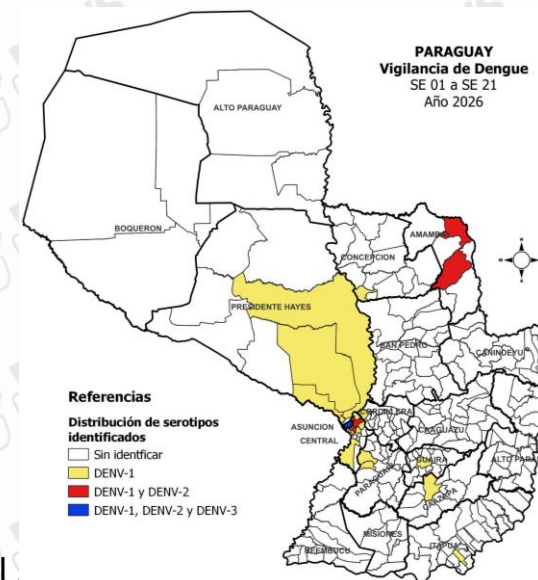 PARAGUAY
Vigilancia de Dengue
SE 01 a SE 21
Año 2026
ALTO PARAGUAY
BOQUERON
AMAMBAY
CONCEPCION
PRESIDENTE HAYES
SAN PEDRO
CANINDEYU
CORDILLERA
ASUNCION
CENTRAL
CAAGUAZU
GUAIRA
ALTO PARA
PARAGUARI
CAAZAPA
MISIONES
ITAPUA
ÑEEMBUCU
Referencias
Distribución de serotipos
identificados
Sin identficar
DENV-1
DENV-1 y DENV-2
DENV-1, DENV-2 y DENV-3